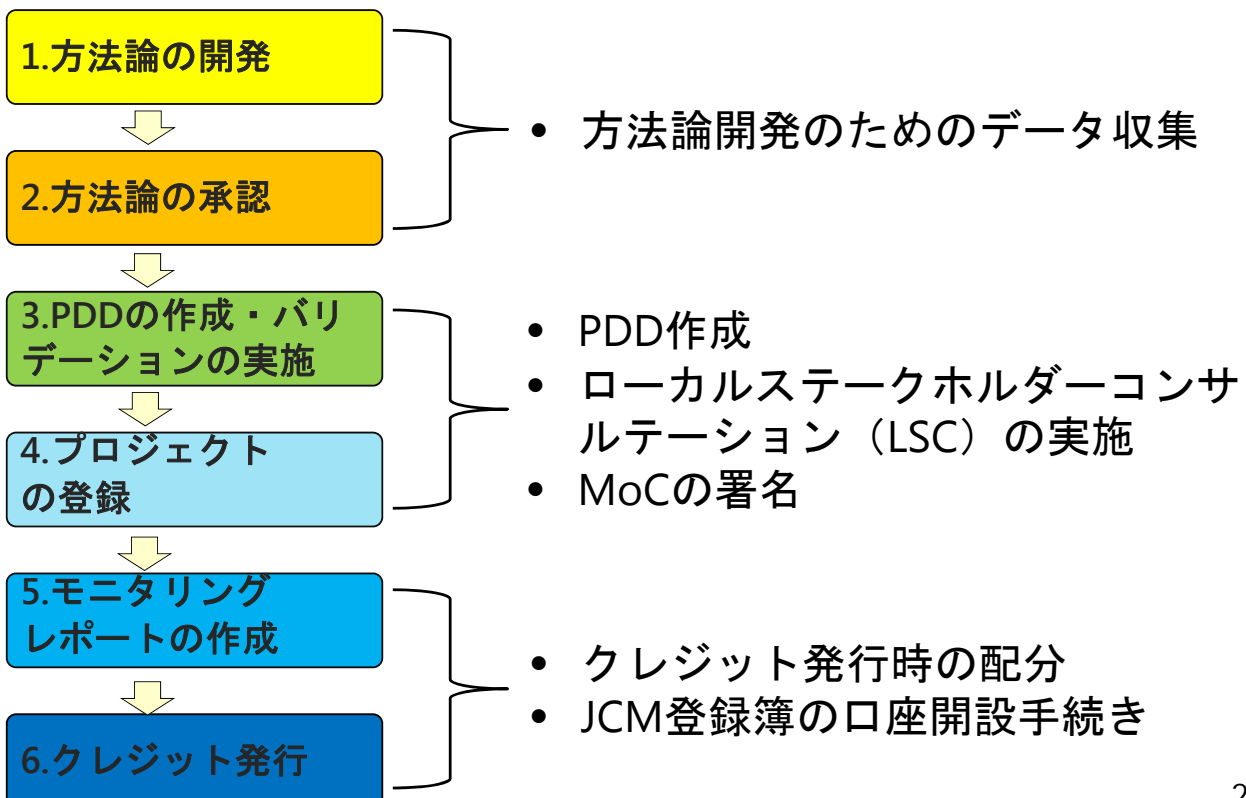 1.方法論の開発
2.方法論の承認
• 方法論開発のためのデータ収集
3.PDDの作成・バリ
デーションの実施
4.プロジェクト
の登録
• PDD作成
• ローカルステークホルダーコンサ
ルテーション（LSC）の実施
• MoCの署名
5.モニタリング
レポートの作成
6.クレジット発行
• クレジット発行時の配分
• JCM登録簿の口座開設手続き
2